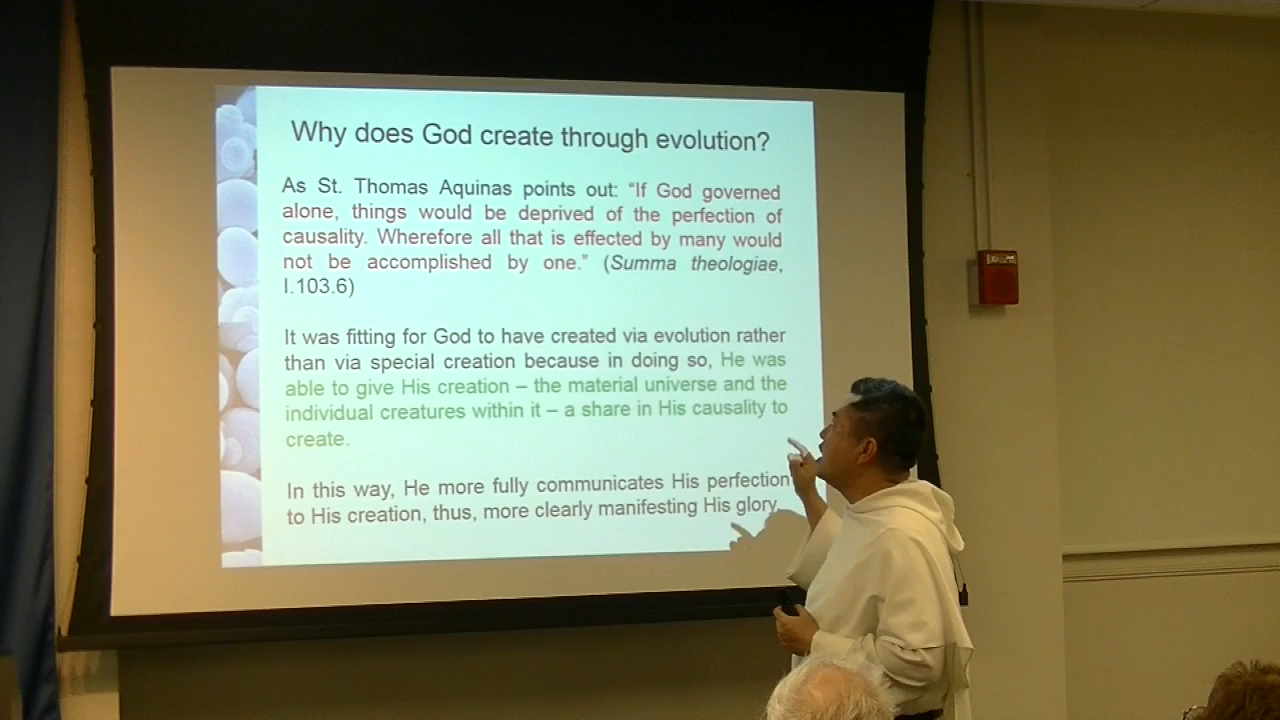 Why does God create through evolution?
As St. Thomas Aquinas points out: "If God governed
alone, things would be deprived of the perfection of
causality. Wherefore all that is effected by many would
not be accomplished by one." (Summa theologiae,
I.103.6)
It was fitting for God to have created via evolution rather
than via special creation because in doing so, He was
able to give His creation – the material universe and the
individual creatures within it – a share in His causality to
create.
In this way, He more fully communicates His perfection
to His creation, thus, more clearly manifesting His glory.